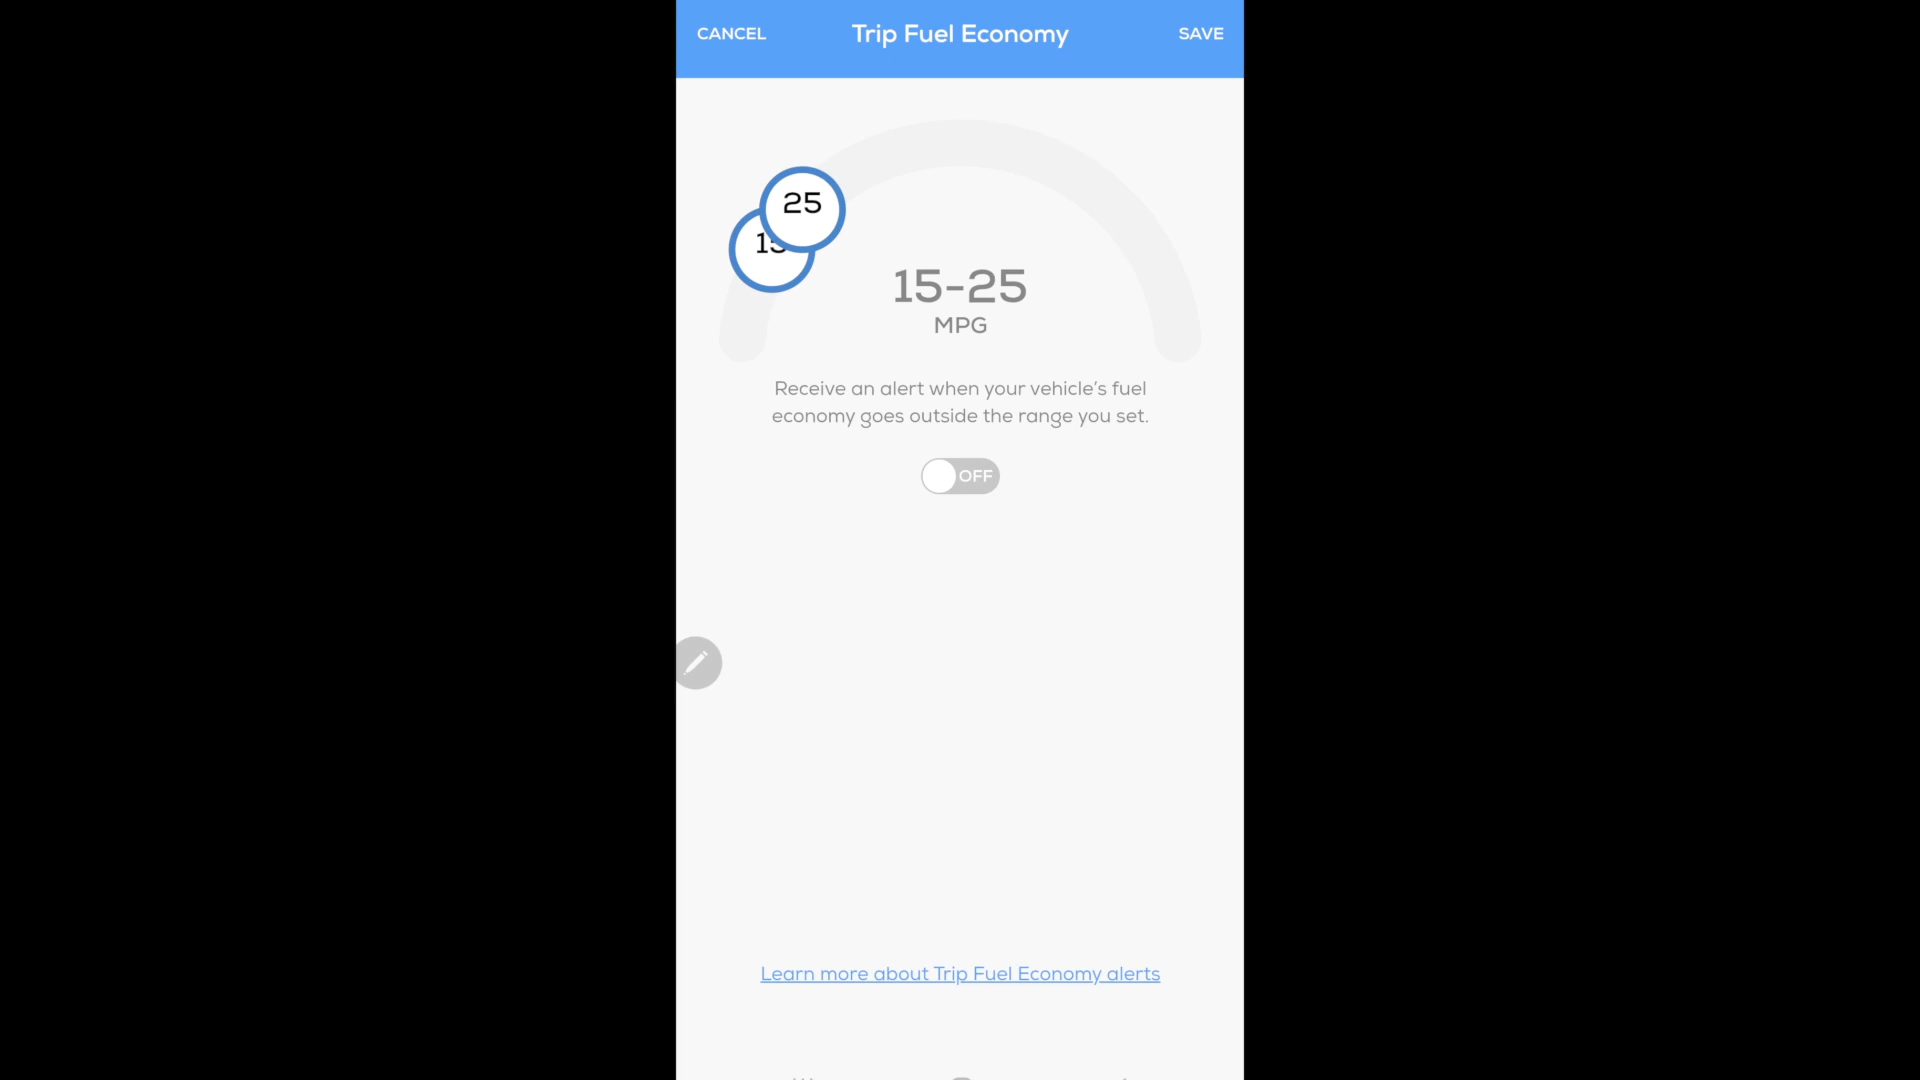 CANCEL Trip Fuel Economy SAVE
25
15
15-25
MPG
Receive an alert when your vehicle's fuel
economy goes outside the range you set.
OFF
Learn more about Trip Fuel Economy alerts